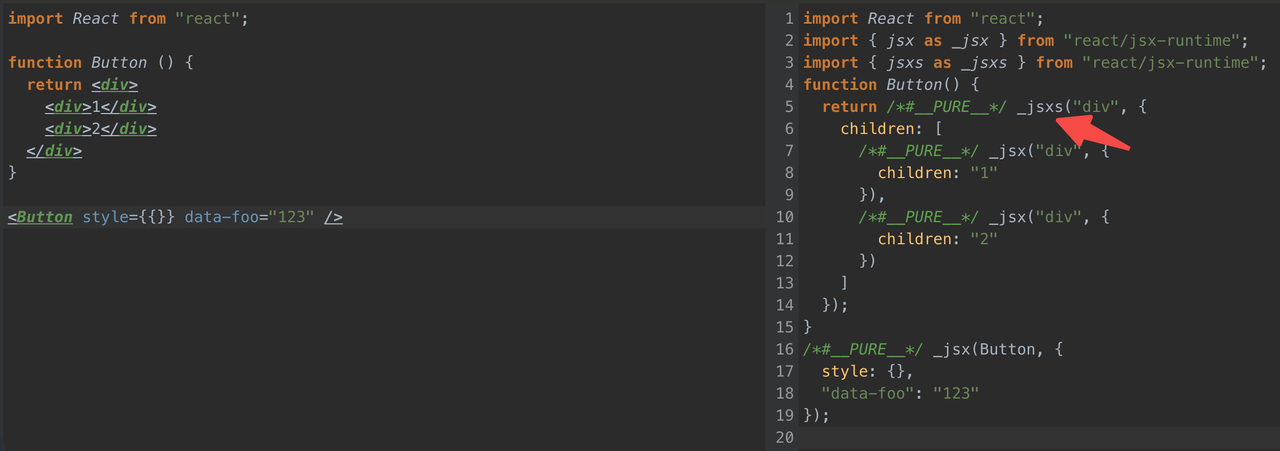 import React from "react";
function Button () {
  return <div>
    <div>1</div>
    <div>2</div>
  </div>
}
<Button style={{}} data-foo="123" />
1 import React from "react";
2 import { jsx as _jsx } from "react/jsx-runtime";
3 import { jsxs as _jsxs } from "react/jsx-runtime";
4 function Button() {
5   return /*#__PURE__*/ _jsxs("div", {
6     children: [
7       /*#__PURE__*/ _jsx("div", {
8         children: "1"
9       }),
10       /*#__PURE__*/ _jsx("div", {
11         children: "2"
12       })
13     ]
14   });
15 }
16 /*#__PURE__*/ _jsx(Button, {
17   style: {},
18   "data-foo": "123"
19 });
20